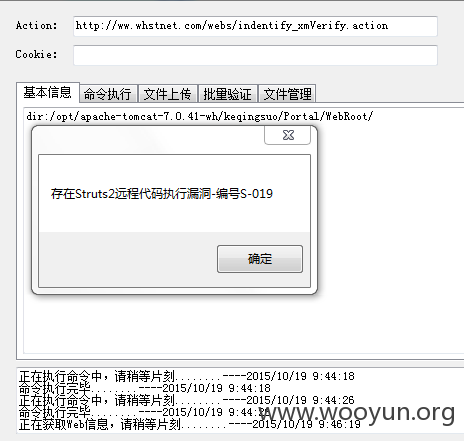 Action: http://ww.whstnet.com/webs/indentify_xmVerify.action
Cookie:
基本信息 命令执行 文件上传 批量验证 文件管理
dir:/opt/apache-tomcat-7.0.41-wh/keqingsuo/Portal/WebRoot/
存在Struts2远程代码执行漏洞-编号S-019
确定
正在执行命令中,请稍等片刻........----2015/10/19 9:44:18
命令执行完毕........----2015/10/19 9:44:18
正在执行命令中,请稍等片刻........----2015/10/19 9:44:26
命令执行完毕........----2015/10/19 9:44:26
正在获取Web信息,请稍等片刻........----2015/10/19 9:46:19
www.wooyun.org